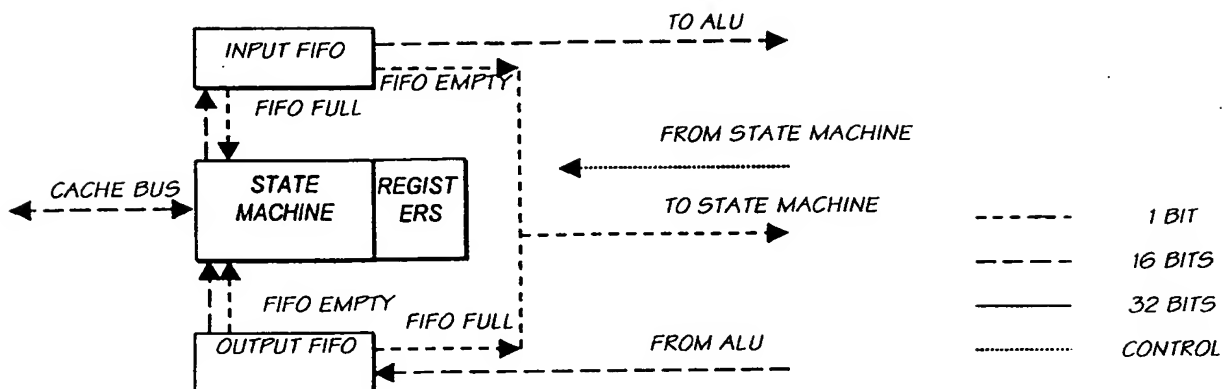 TO ALU
INPUT FIFO
FIFO EMPTY
FIFO FULL
FROM STATE MACHINE
CACHE BUS
STATE
MACHINE
REGIST
ERS
TO STATE MACHINE
1 BIT
16 BITS
FIFO EMPTY
32 BITS
FIFO FULL
OUTPUT FIFO
FROM ALU
CONTROL